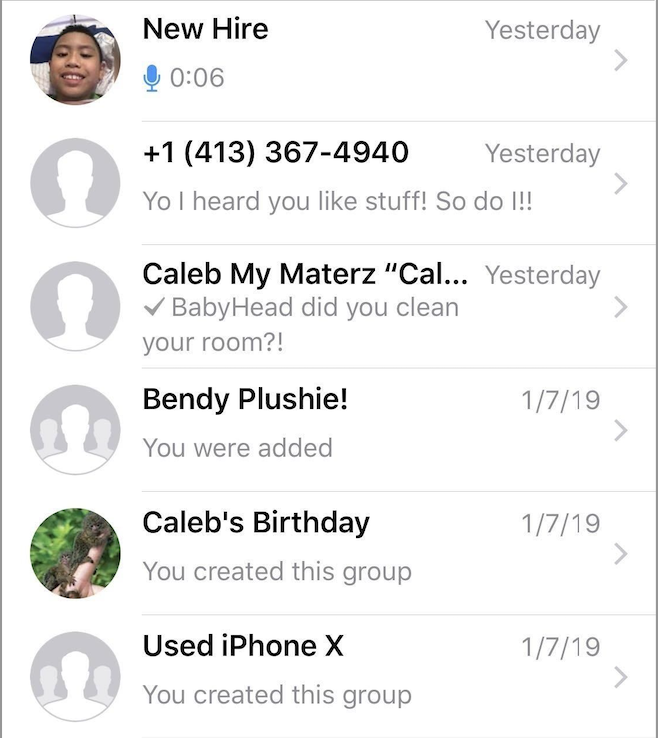 New Hire Yesterday
0:06
+1 (413) 367-4940 Yesterday
Yo I heard you like stuff! So do I!!
Caleb My Materz “Cal... Yesterday
BabyHead did you clean
your room?!
Bendy Plushie! 1/7/19
You were added
Caleb's Birthday 1/7/19
You created this group
Used iPhone X 1/7/19
You created this group